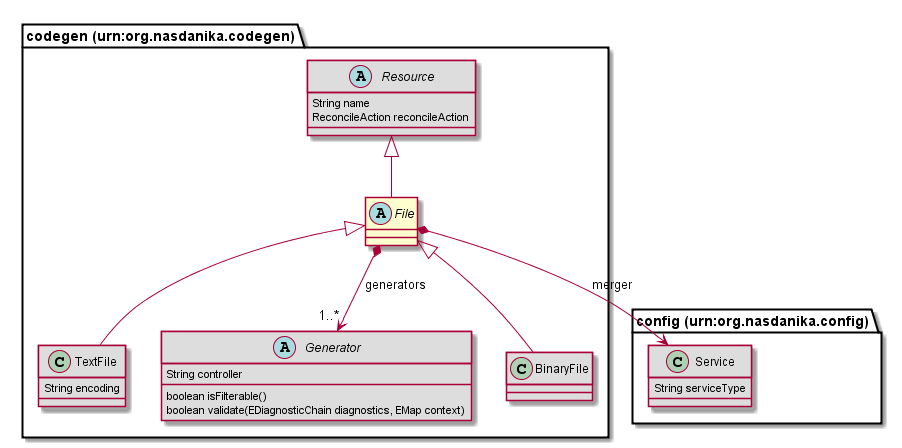 codegen (urn:org.nasdanika.codegen)
A Resource
String name
ReconcileAction reconcileAction
A File
generators
merger
1..*
config (urn:org.nasdanika.config)
C TextFile
String encoding
A Generator
String controller
boolean isFilterable()
boolean validate(EDiagnosticChain diagnostics, EMap context)
C BinaryFile
C Service
String serviceType